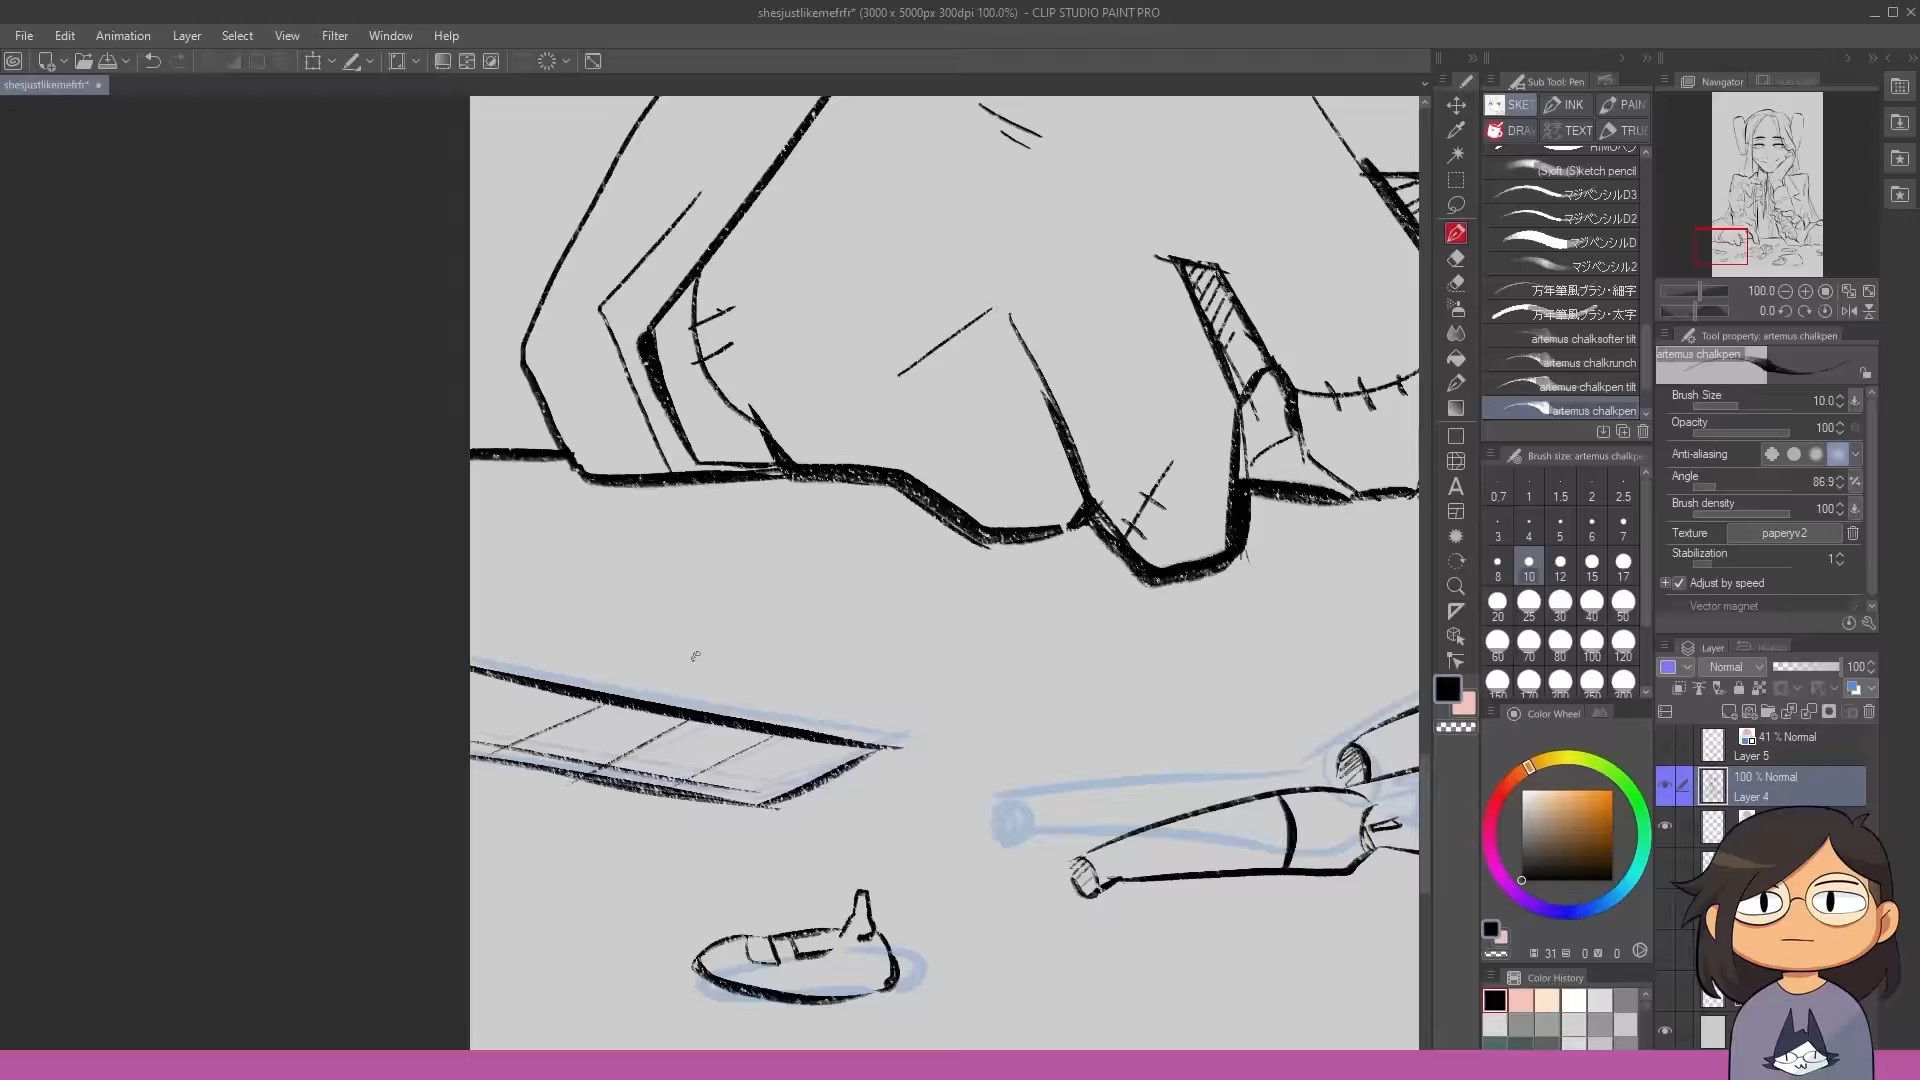 shesjustlikemefrfr* (3000 x 5000px 300dpi 100.0%) - CLIP STUDIO PAINT PRO
File Edit Animation Layer Select View Filter Window Help
shesjustlikemefrfr*
Sub Tool: Pen
SKE
INK
PAIN
DRA
TEXT
TRUE
(S)oft (S)ketch pencil
マジペンシルD3
マジペンシルD2
マジペンシルD
マジペンシル2
万年筆風ブラシ・細字
万年筆風ブラシ・太字
artemus chalksofter tilt
artemus chalkrunch
artemus chalkpen tilt
artemus chalkpen
Brush size: artemus chalkpe
0.7 1 1.5 2 2.5
3 4 5 6 7
8 10 12 15 17
20 25 30 40 50
60 70 80 100 120
150 170 200 250 300
Color Wheel
31 0 0
Color History
Navigator
100.0
0.0
Tool property: artemus chalkpen
artemus chalkpen
Brush Size 10.0
Opacity 100
Anti-aliasing
Angle 86.9
Brush density 100
Texture paperyv2
Stabilization 1
Adjust by speed
Vector magnet
Layer
Normal 100
41 % Normal
Layer 5
100 % Normal
Layer 4